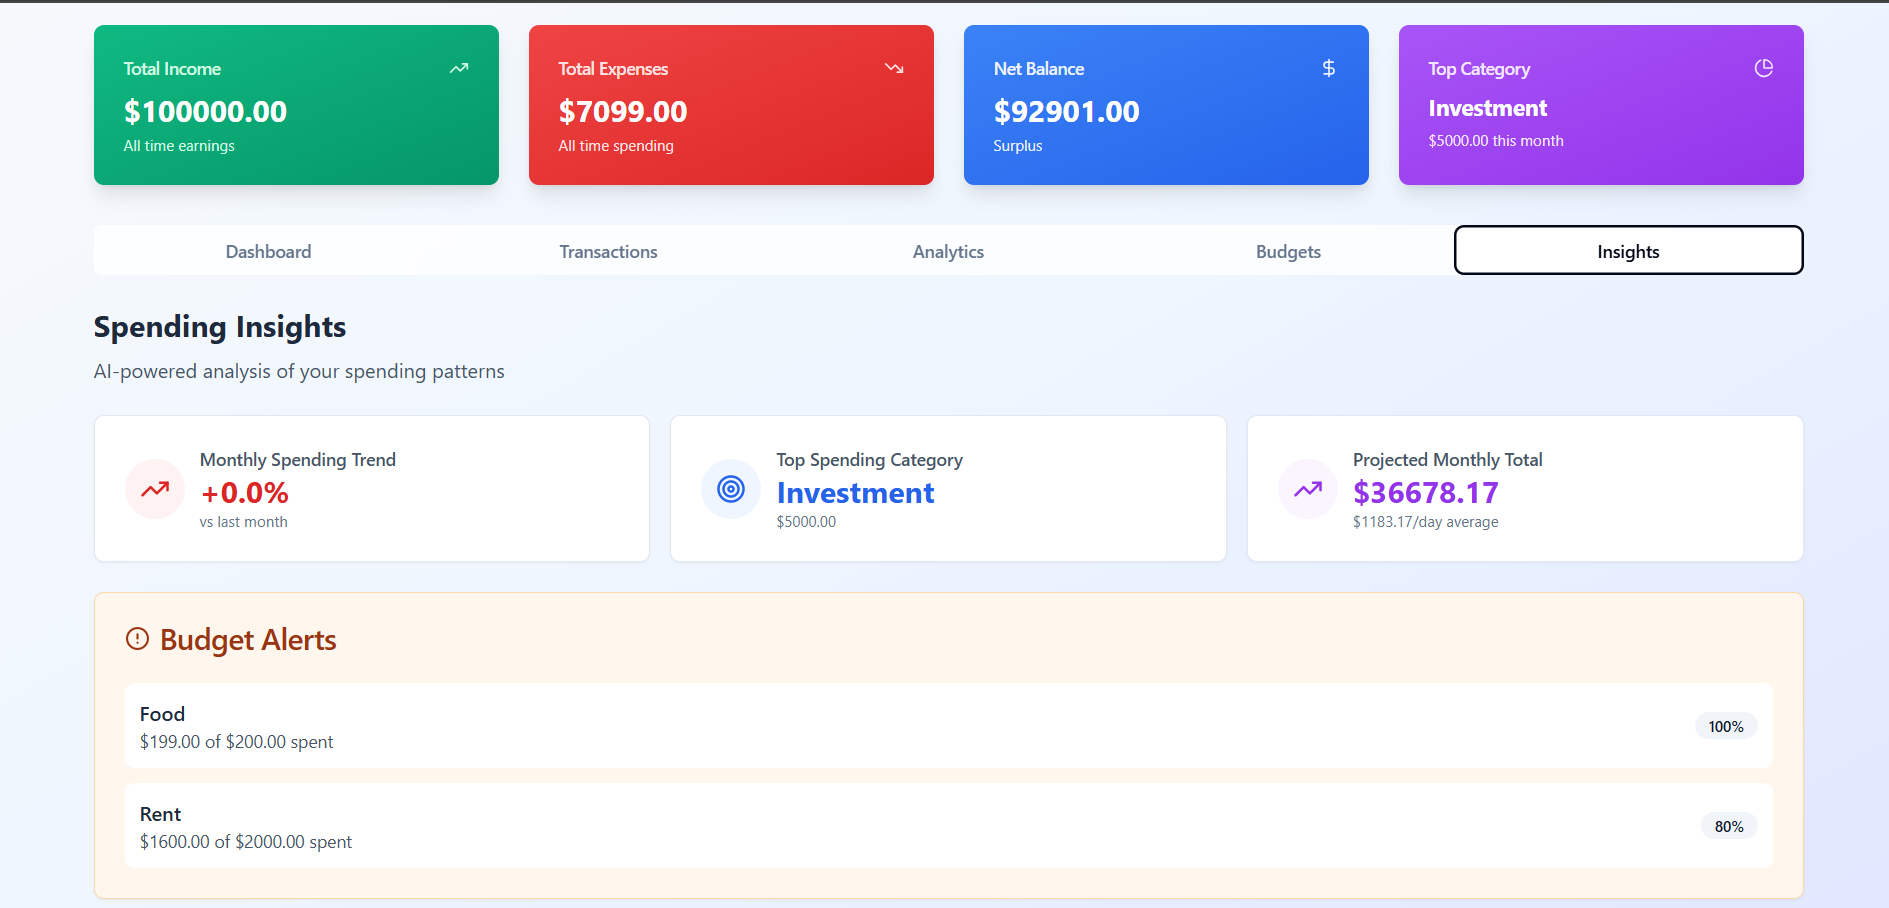 Total Income
$100000.00
All time earnings
Total Expenses
$7099.00
All time spending
Net Balance
$92901.00
Surplus
Top Category
Investment
$5000.00 this month
Dashboard
Transactions
Analytics
Budgets
Insights
Spending Insights
AI-powered analysis of your spending patterns
Monthly Spending Trend
+0.0%
vs last month
Top Spending Category
Investment
$5000.00
Projected Monthly Total
$36678.17
$1183.17/day average
Budget Alerts
Food
$199.00 of $200.00 spent
100%
Rent
$1600.00 of $2000.00 spent
80%